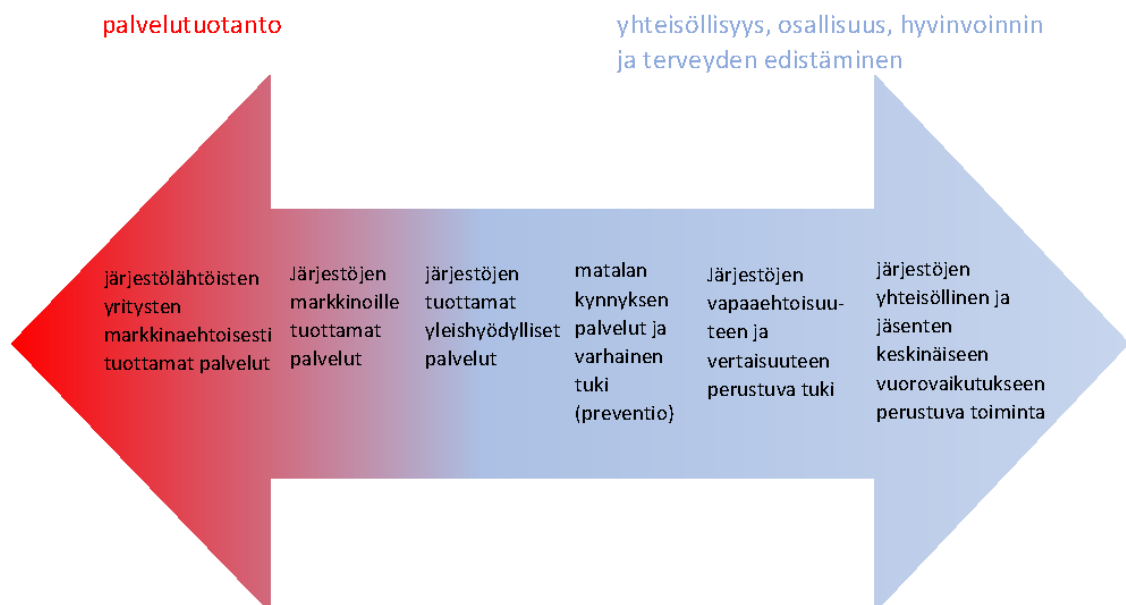 palvelutuotanto
yhteisöllisyys, osallisuus, hyvinvoinnin
ja terveyden edistäminen
järjestölähtöisten
yritysten
markkinaehtoisesti
tuottamat palvelut
Järjestöjen
markkinoille
tuottamat
palvelut
järjestöjen
tuottamat
yleishyödylliset
palvelut
matalan
kynnyksen
palvelut ja
varhainen
tuki
(preventio)
Järjestöjen
vapaaehtoisuu-
teen ja
vertaisuuteen
perustuva tuki
järjestöjen
yhteisöllinen ja
jäsenten
keskinäiseen
vuorovaikutukseen
perustuva toiminta